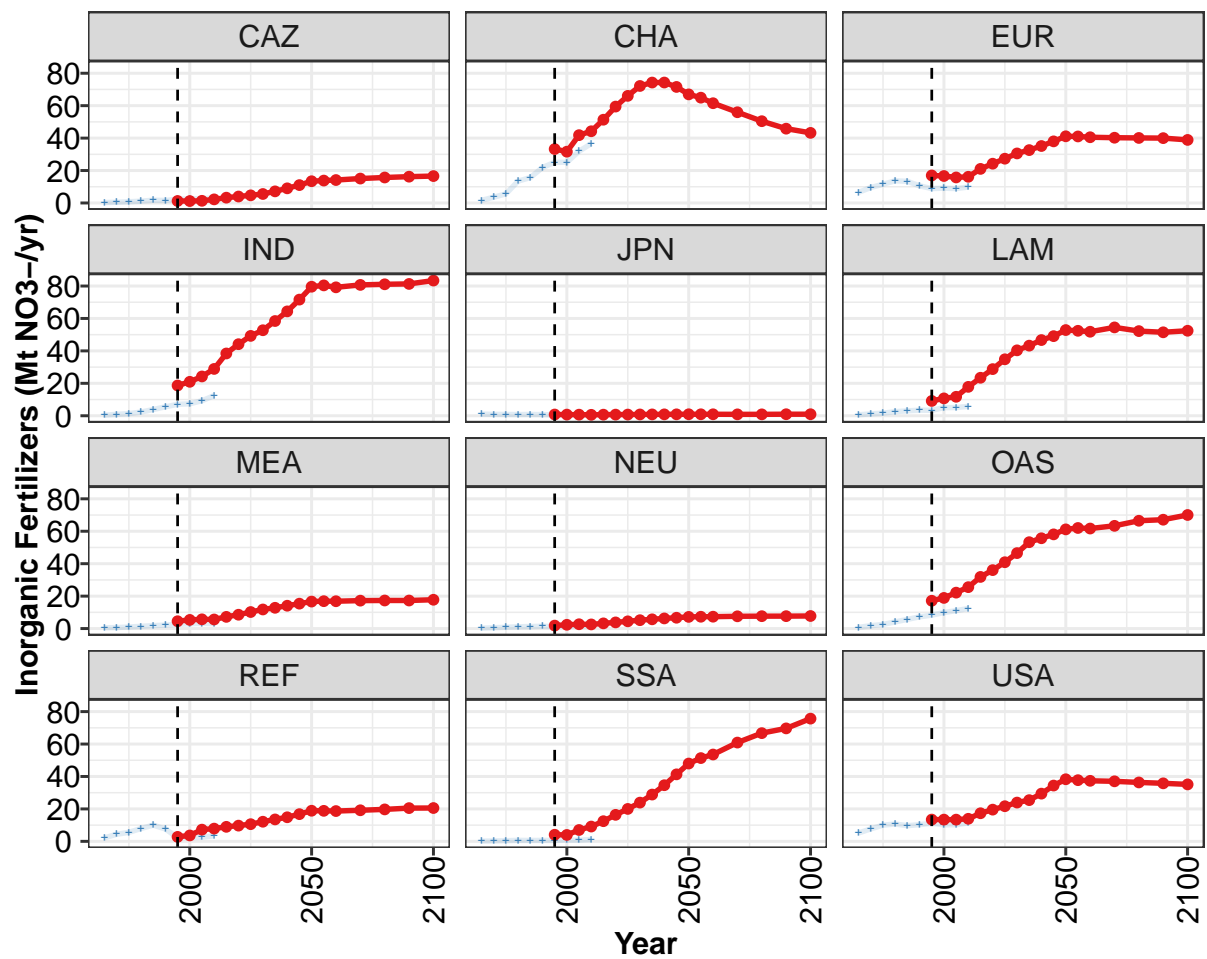 CAZ CHA EUR
80
60
40
20
0
IND JPN LAM
80
60
40
20
0
MEA NEU OAS
80
60
40
20
0
REF SSA USA
80
60
40
20
0
2000 2050 2100 2000 2050 2100 2000 2050 2100
Year
Inorganic Fertilizers (Mt NO3−/yr)